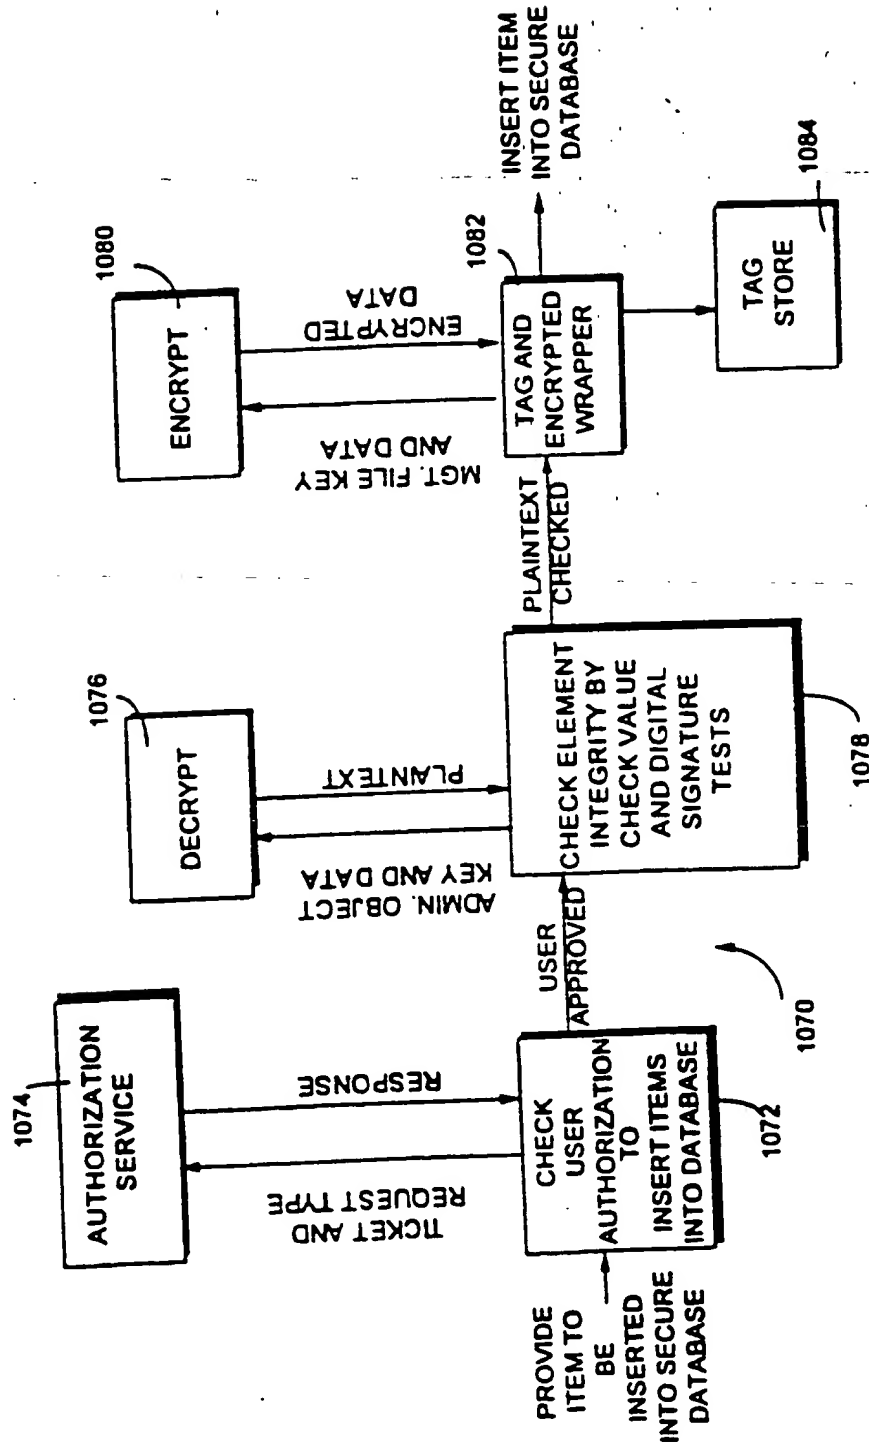 1074
AUTHORIZATION
SERVICE
TICKET AND
REQUEST TYPE
RESPONSE
PROVIDE
ITEM TO
BE
INSERTED
INTO SECURE
DATABASE
CHECK
USER
AUTHORIZATION
TO
INSERT ITEMS
INTO DATABASE
1072
1070
USER
APPROVED
1076
DECRYPT
ADMIN. OBJECT
KEY AND DATA
PLAINTEXT
CHECK ELEMENT
INTEGRITY BY
CHECK VALUE
AND DIGITAL
SIGNATURE
TESTS
1078
PLAINTEXT
CHECKED
1080
ENCRYPT
MGT. FILE KEY
AND DATA
ENCRYPTED
DATA
1082
TAG AND
ENCRYPTED
WRAPPER
INSERT ITEM
INTO SECURE
DATABASE
TAG
STORE
1084